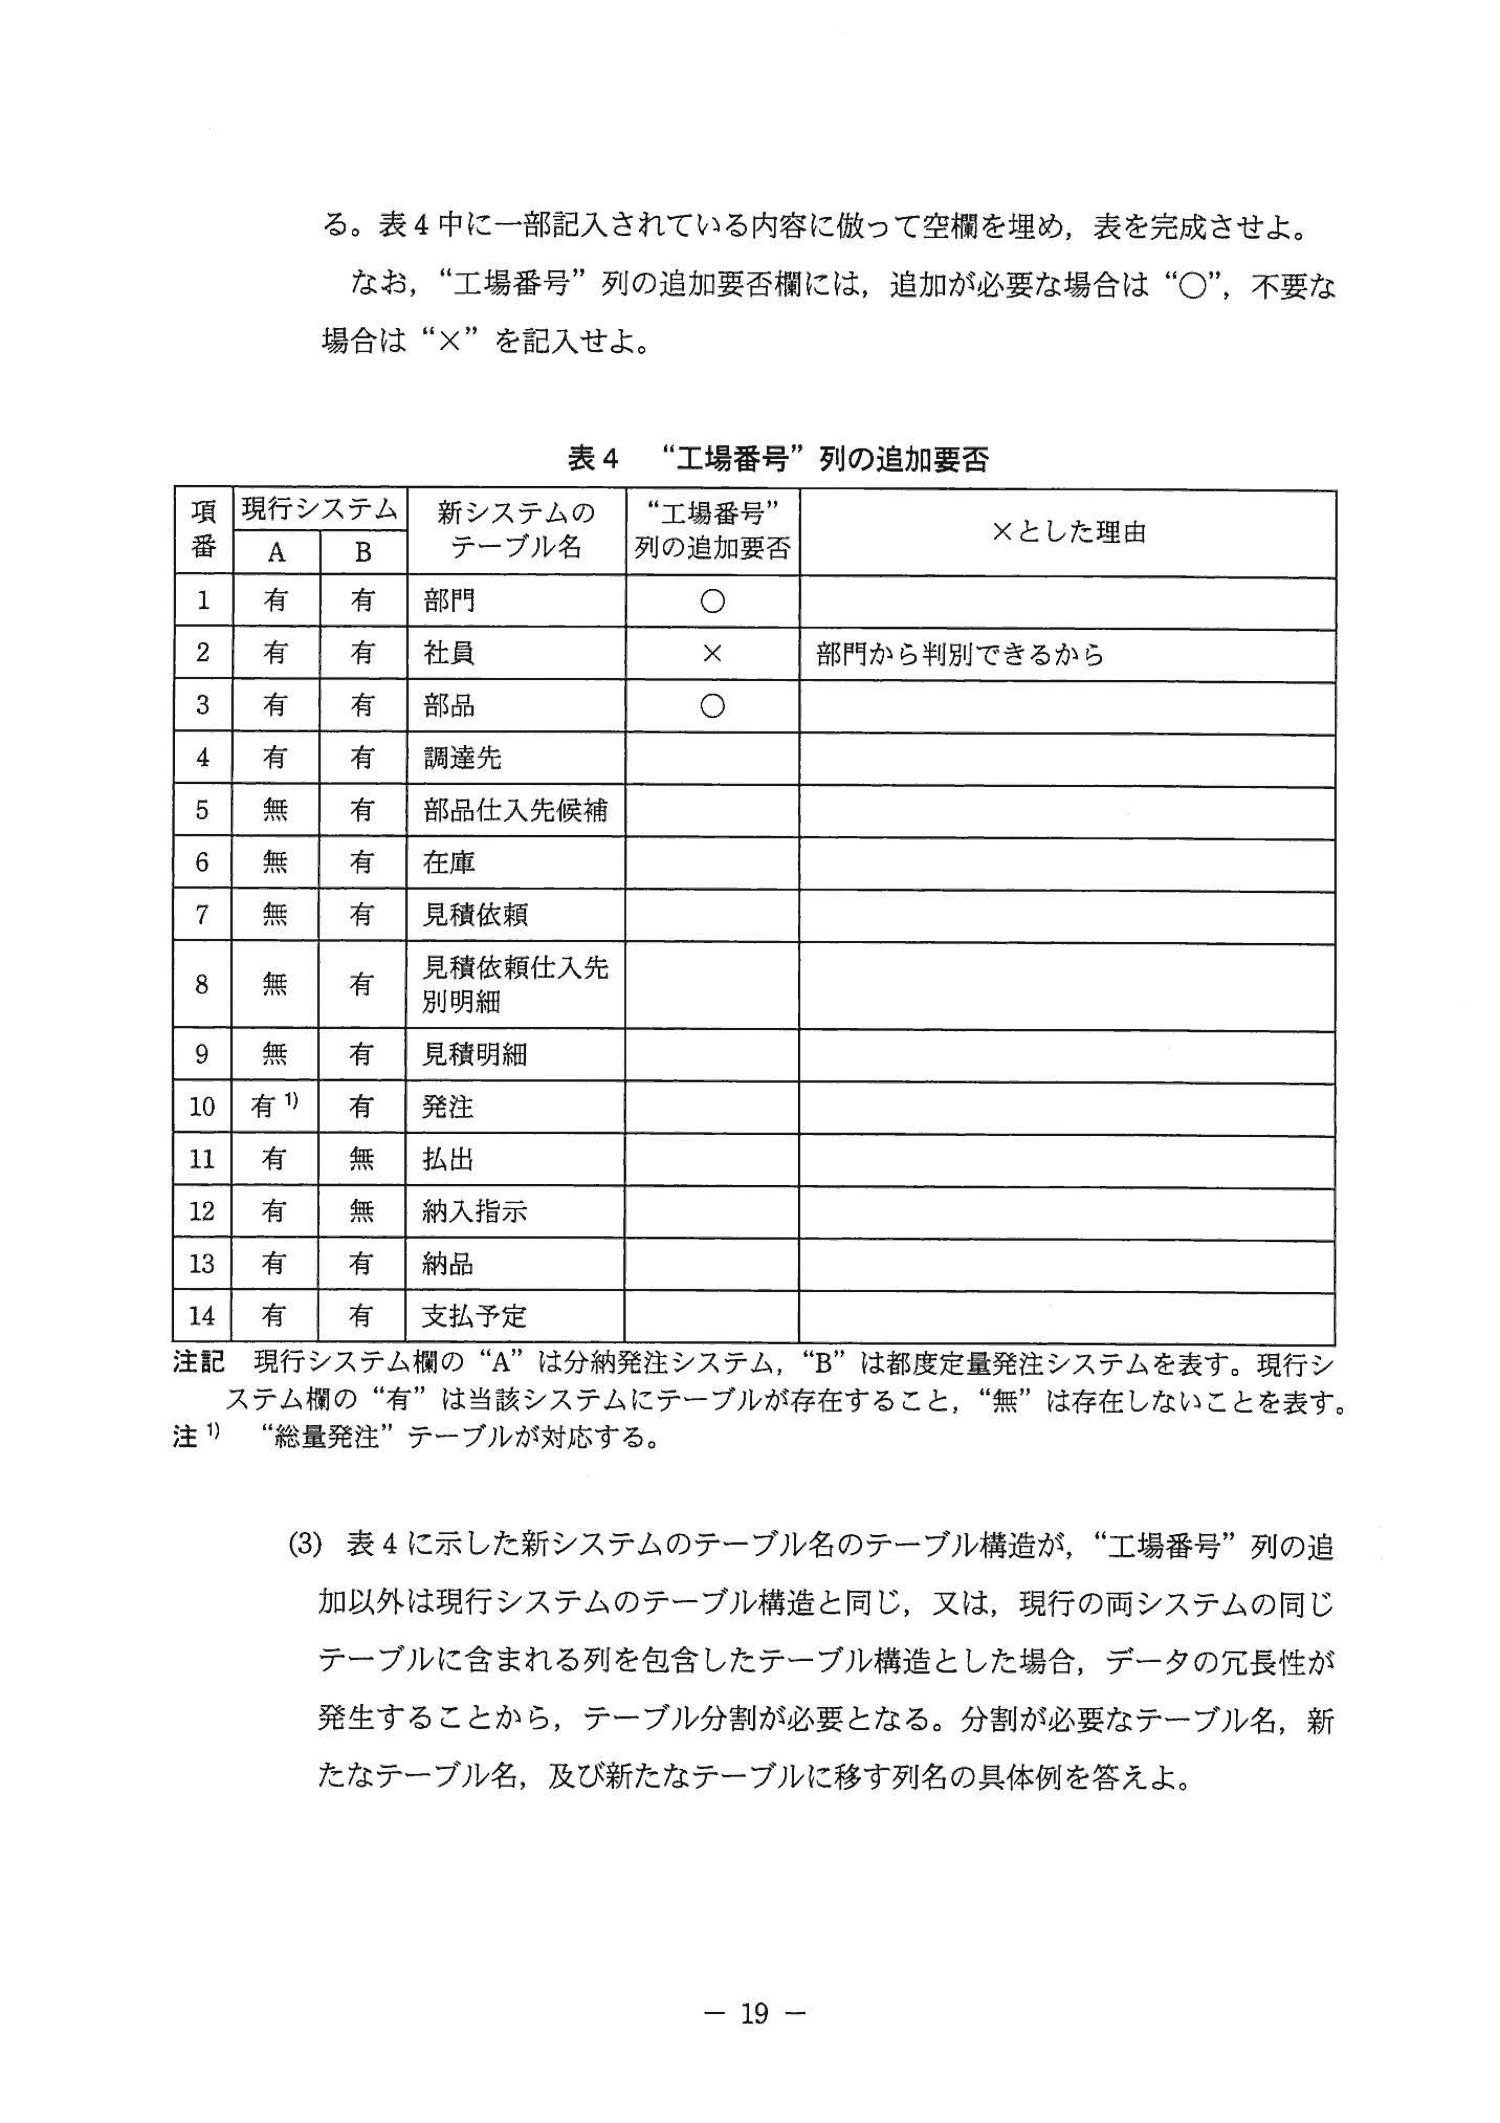 る。表4中に一部記入されている内容に倣って空欄を埋め，表を完成させよ。
なお，“工場番号”列の追加要否欄には，追加が必要な場合は“○”，不要な
場合は“×”を記入せよ。
表4 “工場番号”列の追加要否
項番 現行システム 新システムのテーブル名 “工場番号”列の追加要否 ×とした理由
A B
1 有 有 部門 ○
2 有 有 社員 × 部門から判別できるから
3 有 有 部品 ○
4 有 有 調達先
5 無 有 部品仕入先候補
6 無 有 在庫
7 無 有 見積依頼
8 無 有 見積依頼仕入先別明細
9 無 有 見積明細
10 有1) 有 発注
11 有 無 払出
12 有 無 納入指示
13 有 有 納品
14 有 有 支払予定
注記 現行システム欄の“A”は分納発注システム，“B”は都度定量発注システムを表す。現行シ
ステム欄の“有”は当該システムにテーブルが存在すること，“無”は存在しないことを表す。
注1) “総量発注”テーブルが対応する。
(3) 表4に示した新システムのテーブル名のテーブル構造が，“工場番号”列の追
加以外は現行システムのテーブル構造と同じ，又は，現行の両システムの同じ
テーブルに含まれる列を包含したテーブル構造とした場合，データの冗長性が
発生することから，テーブル分割が必要となる。分割が必要なテーブル名，新
たなテーブル名，及び新たなテーブルに移す列名の具体例を答えよ。
－ 19 －